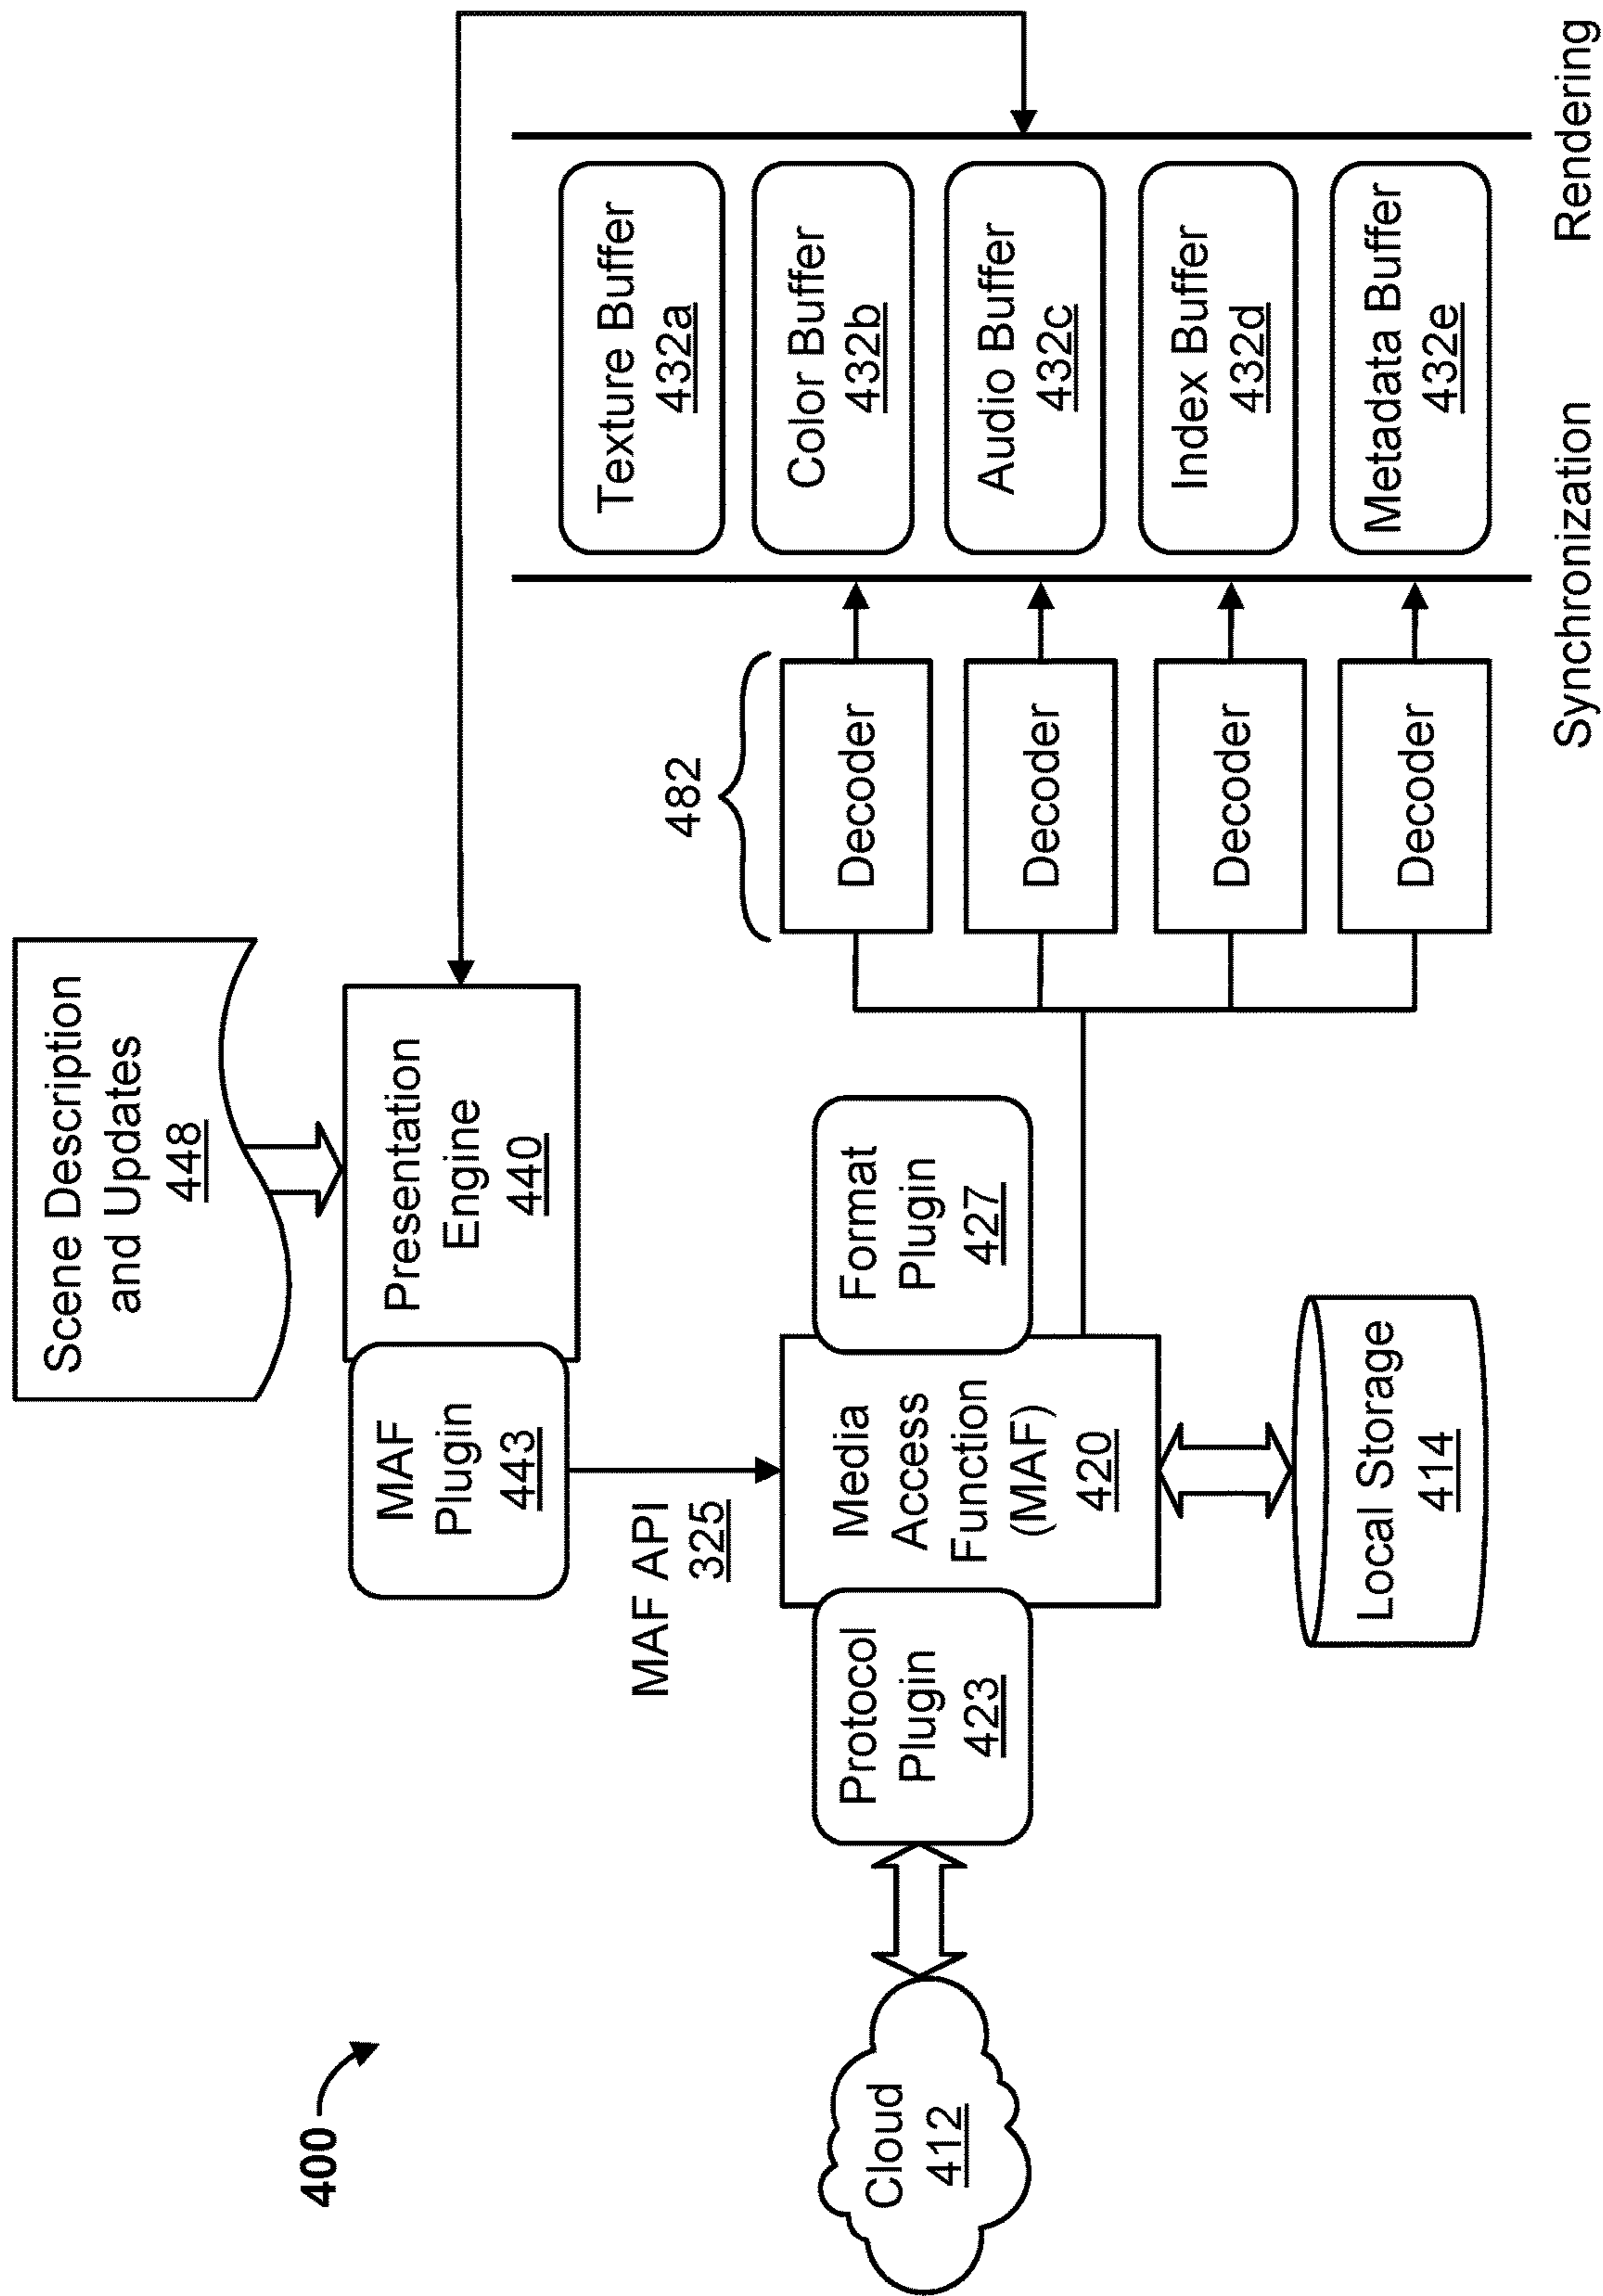 400
Scene Description
and Updates
448
MAF
Plugin
443
Presentation
Engine
440
MAF API
325
Cloud
412
Protocol
Plugin
423
Media
Access
Function
(MAF)
420
Format
Plugin
427
Local Storage
414
482
Decoder
Decoder
Decoder
Decoder
Texture Buffer
432a
Color Buffer
432b
Audio Buffer
432c
Index Buffer
432d
Metadata Buffer
432e
Synchronization
Rendering